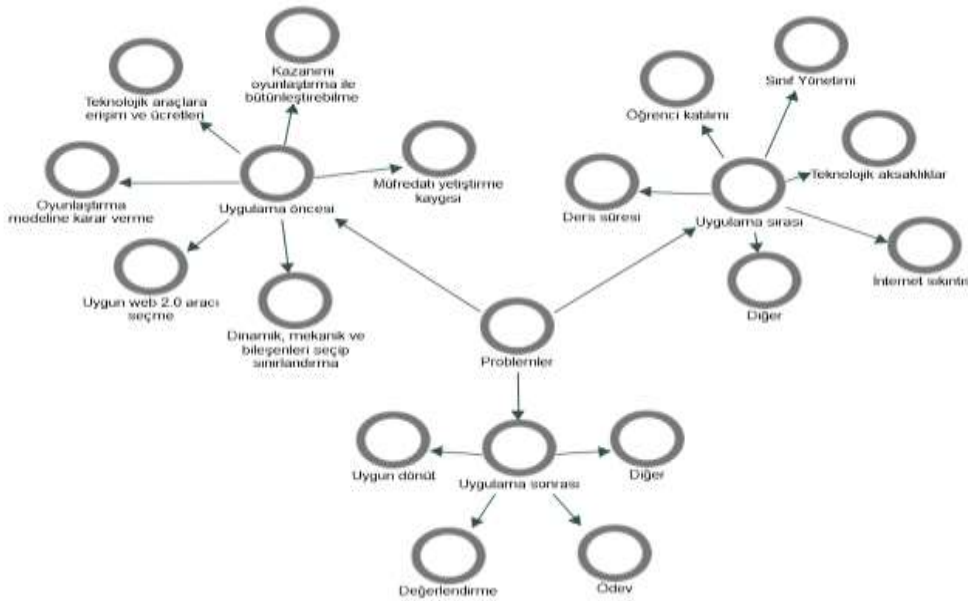 Kazanımı
oyunlaştırma ile
bütünleştirebilme
Teknolojik araçlara
erişim ve ücretleri
Oyunlaştırma
modeline karar verme
Uygulama öncesi
Müfredatı yetiştirme
kaygısı
Uygun web 2.0 aracı
seçme
Dinamik, mekanik ve
bileşenleri seçip
sınırlandırma
Sınıf Yönetimi
Öğrenci katılımı
Teknolojik aksaklıklar
Ders süresi
Uygulama sırası
İnternet sıkıntısı
Diğer
Problemler
Uygun dönüt
Uygulama sonrası
Diğer
Değerlendirme
Ödev